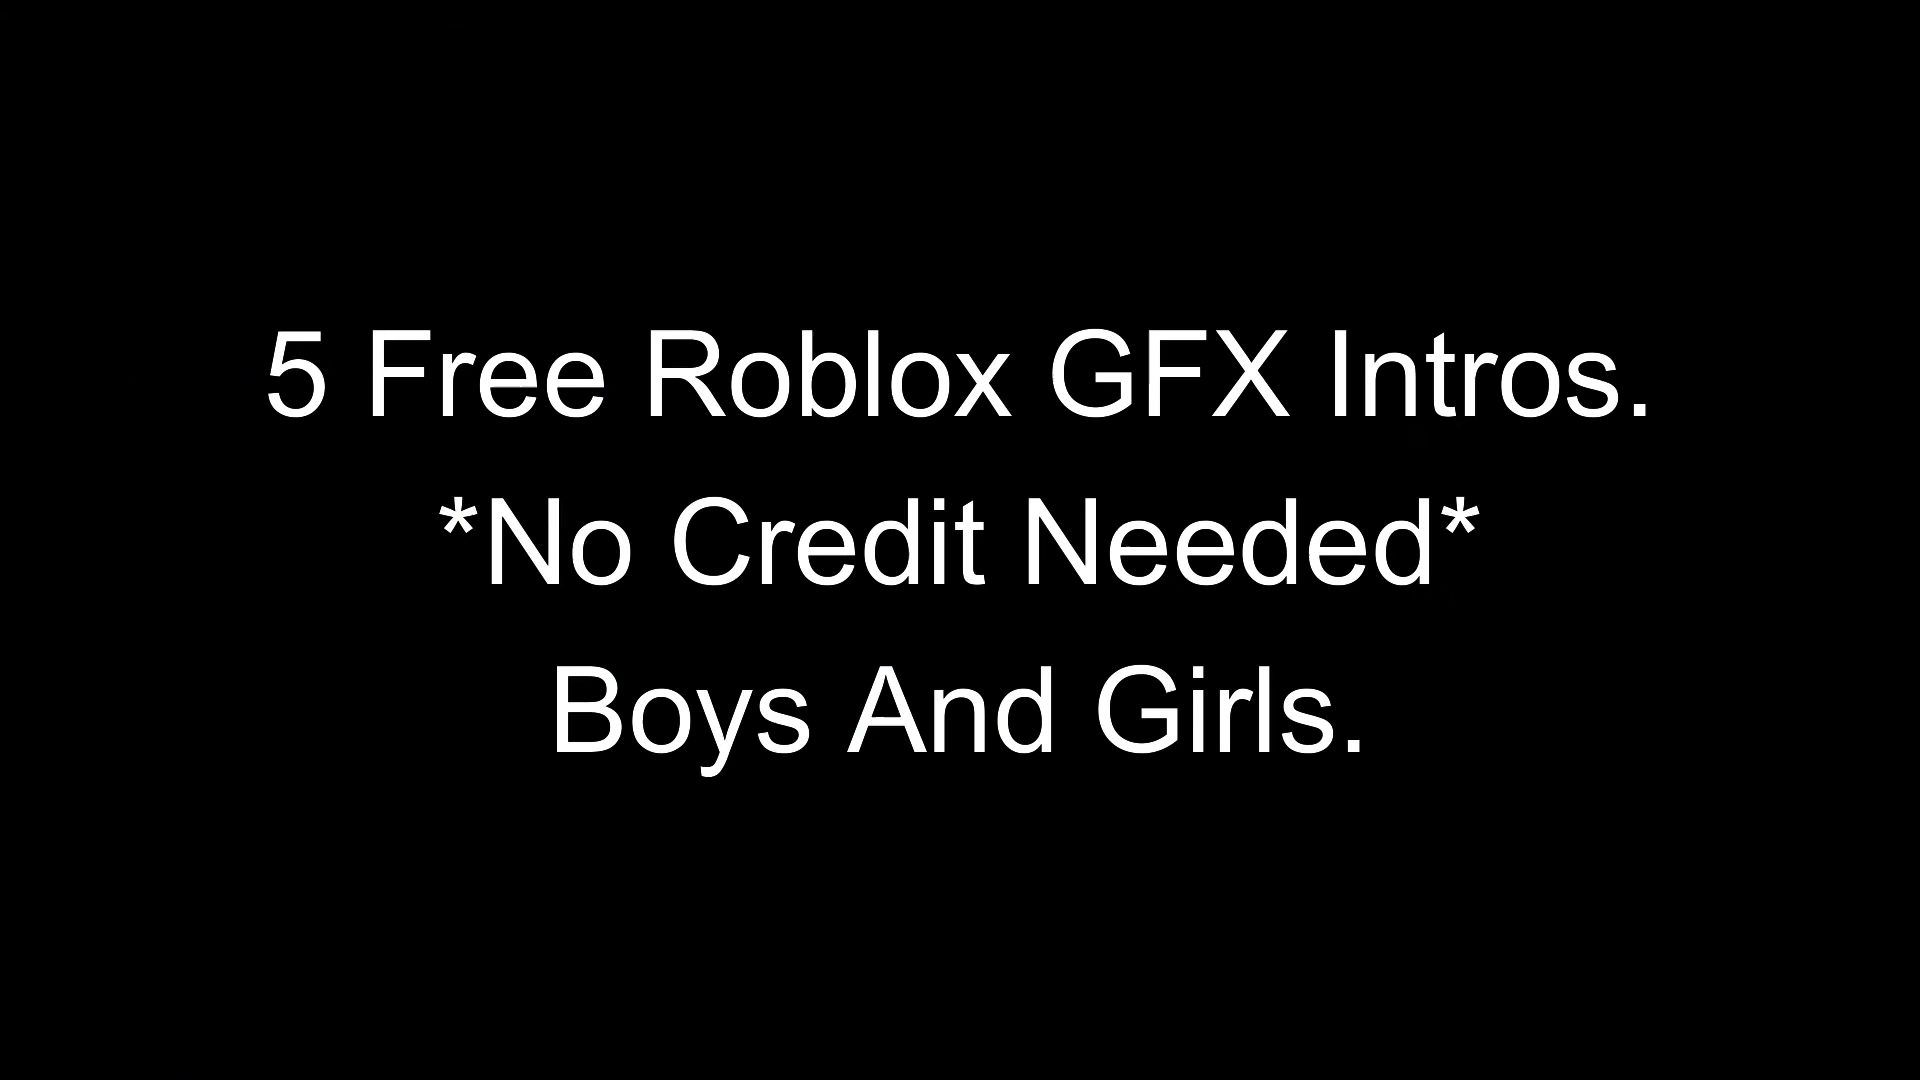 5 Free Roblox GFX Intros.
*No Credit Needed*
Boys And Girls.